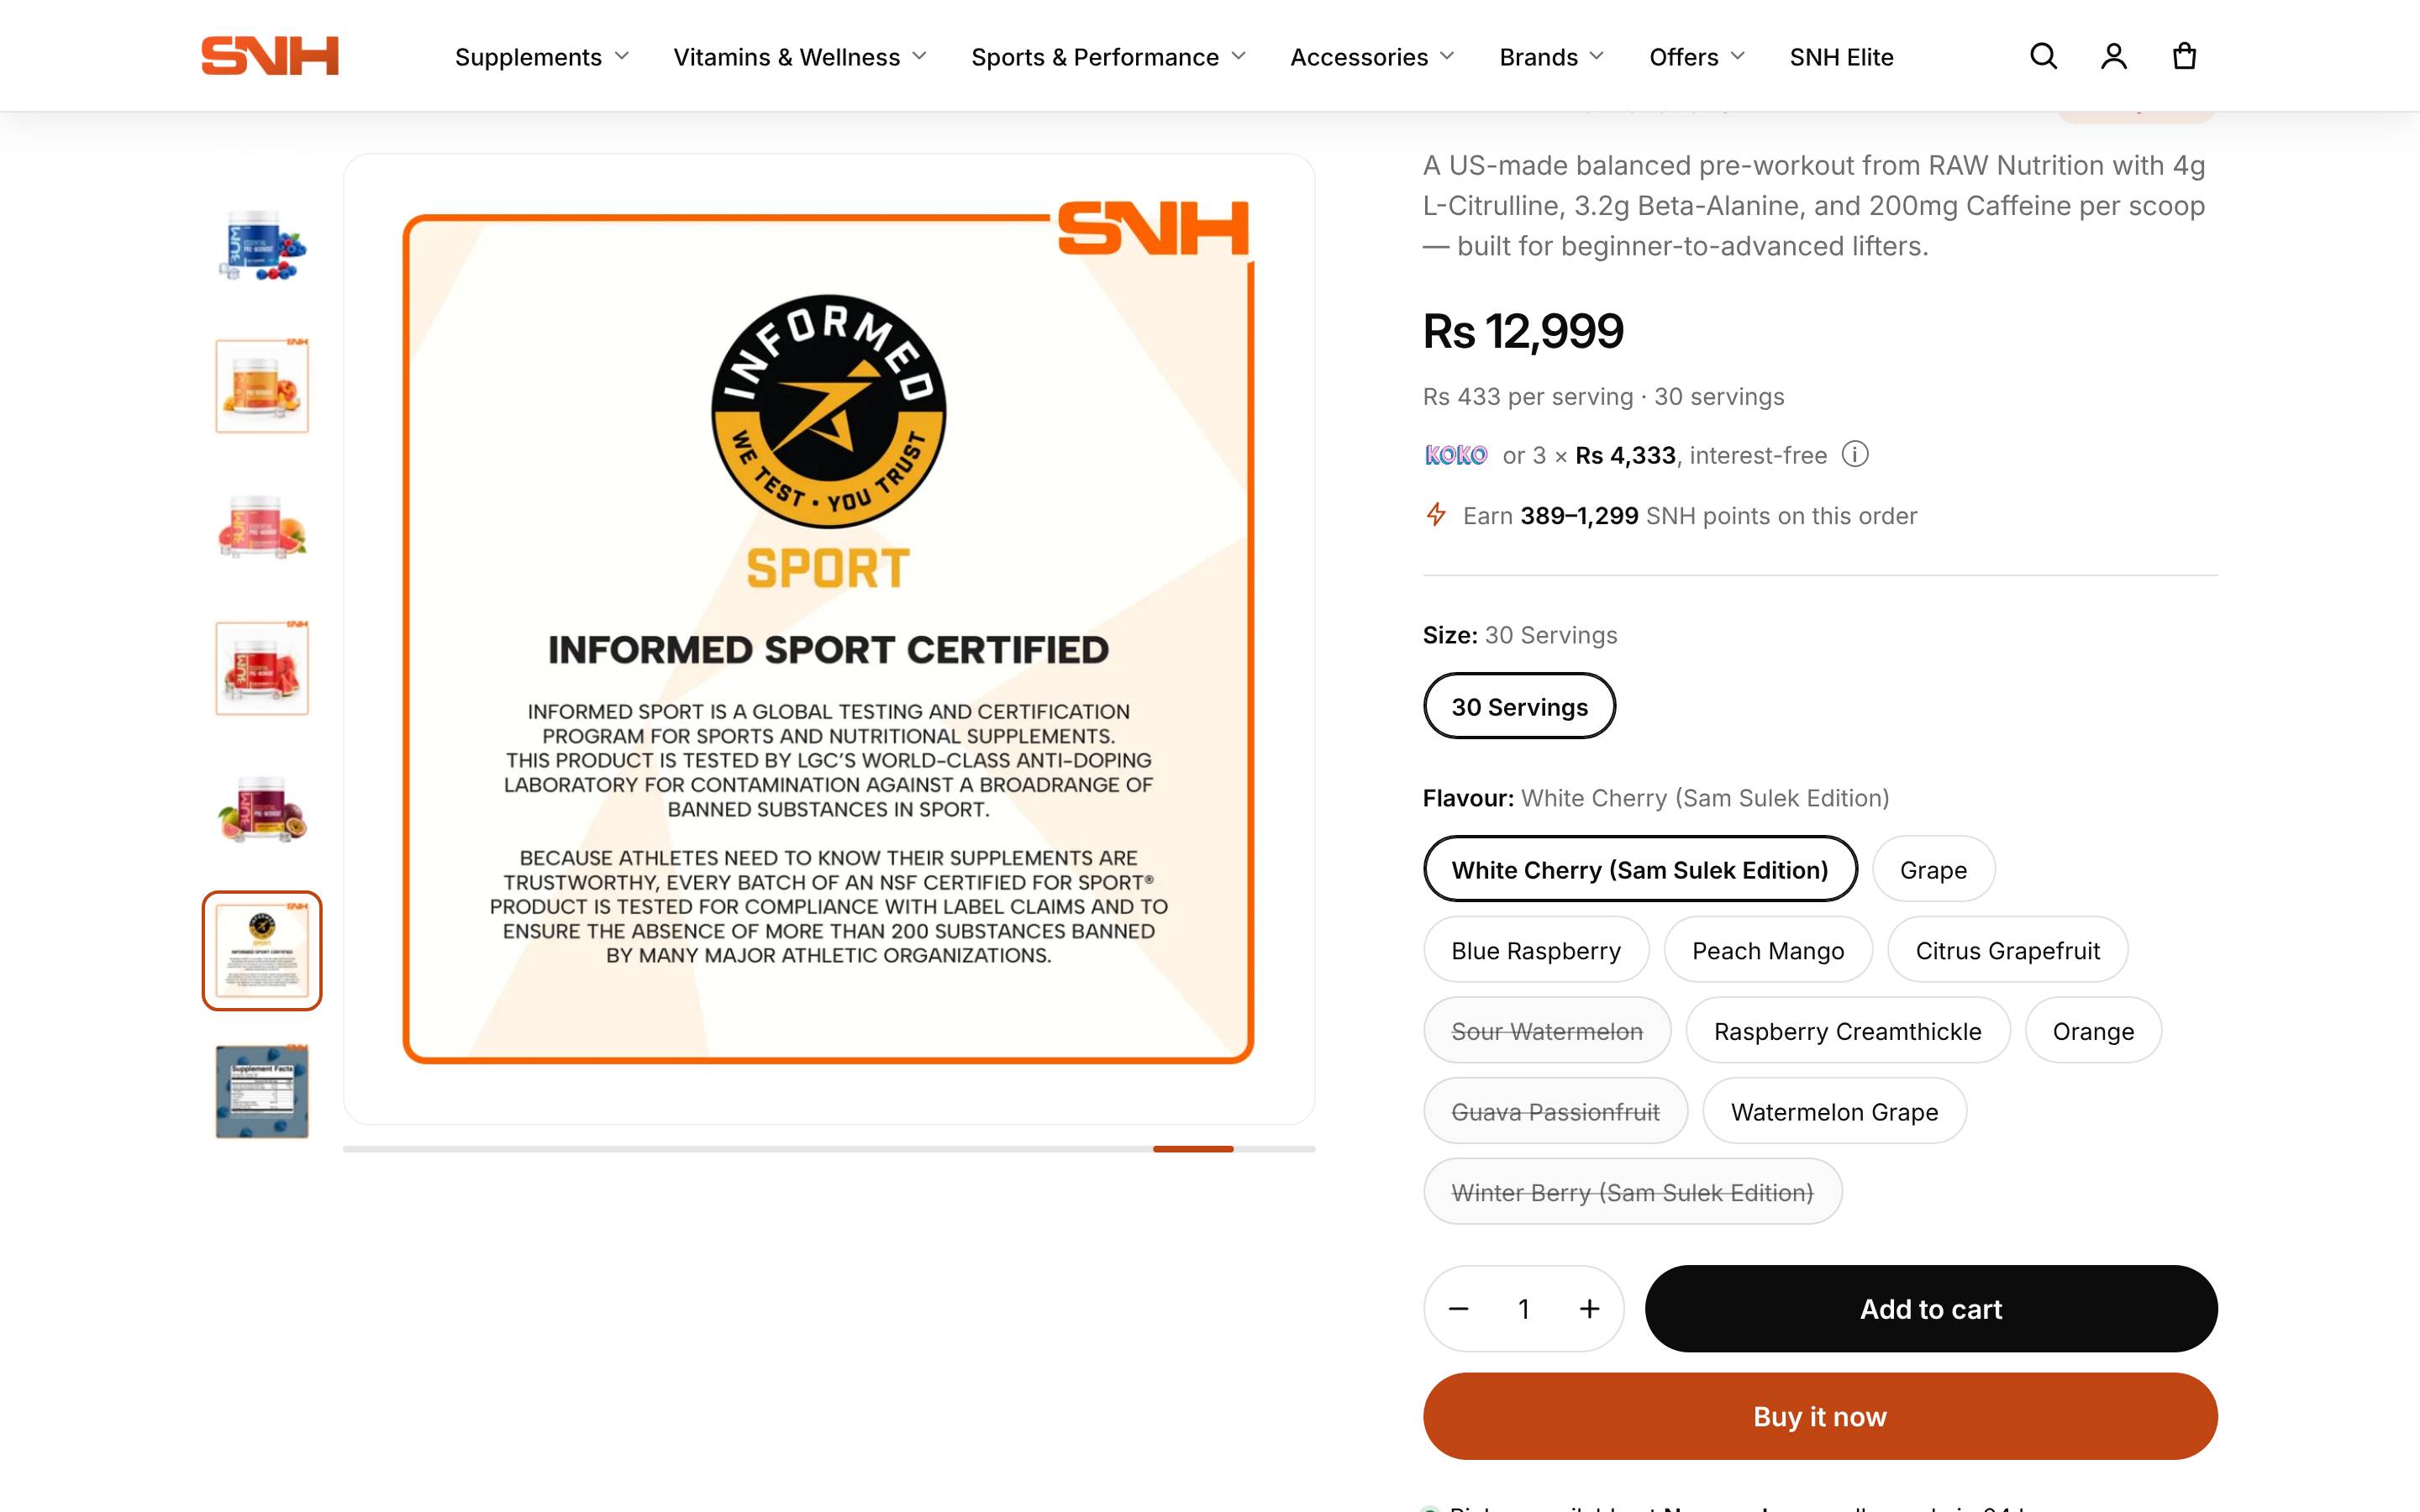 SNH
Supplements
Vitamins & Wellness
Sports & Performance
Accessories
Brands
Offers
SNH Elite
SNH
INFORMED
WE TEST · YOU TRUST
SPORT
INFORMED SPORT CERTIFIED
INFORMED SPORT IS A GLOBAL TESTING AND CERTIFICATION
PROGRAM FOR SPORTS AND NUTRITIONAL SUPPLEMENTS.
THIS PRODUCT IS TESTED BY LGC'S WORLD-CLASS ANTI-DOPING
LABORATORY FOR CONTAMINATION AGAINST A BROADRANGE OF
BANNED SUBSTANCES IN SPORT.
BECAUSE ATHLETES NEED TO KNOW THEIR SUPPLEMENTS ARE
TRUSTWORTHY, EVERY BATCH OF AN NSF CERTIFIED FOR SPORT®
PRODUCT IS TESTED FOR COMPLIANCE WITH LABEL CLAIMS AND TO
ENSURE THE ABSENCE OF MORE THAN 200 SUBSTANCES BANNED
BY MANY MAJOR ATHLETIC ORGANIZATIONS.
Supplement Facts
A US-made balanced pre-workout from RAW Nutrition with 4g
L-Citrulline, 3.2g Beta-Alanine, and 200mg Caffeine per scoop
— built for beginner-to-advanced lifters.
Rs 12,999
Rs 433 per serving · 30 servings
KOKO or 3 × Rs 4,333, interest-free
Earn 389–1,299 SNH points on this order
Size: 30 Servings
30 Servings
Flavour: White Cherry (Sam Sulek Edition)
White Cherry (Sam Sulek Edition)
Grape
Blue Raspberry
Peach Mango
Citrus Grapefruit
Sour Watermelon
Raspberry Creamthickle
Orange
Guava Passionfruit
Watermelon Grape
Winter Berry (Sam Sulek Edition)
1
Add to cart
Buy it now